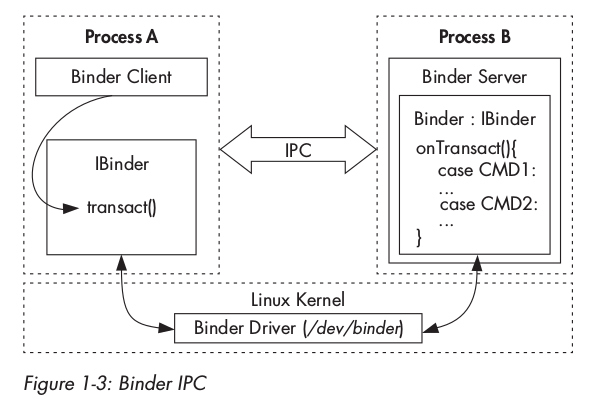 Process A
Binder Client
IBinder
transact()
IPC
Process B
Binder Server
Binder : IBinder
onTransact(){
case CMD1:
...
case CMD2:
...
}
Linux Kernel
Binder Driver (/dev/binder)
Figure 1-3: Binder IPC